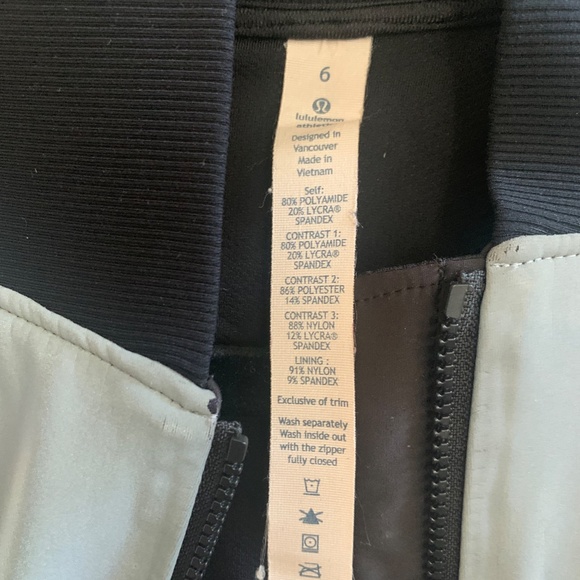 6
lululemon
athletica
Designed in
Vancouver
Made in
Vietnam
Self:
80% POLYAMIDE
20% LYCRA®
SPANDEX
CONTRAST 1:
80% POLYAMIDE
20% LYCRA®
SPANDEX
CONTRAST 2:
86% POLYESTER
14% SPANDEX
CONTRAST 3:
88% NYLON
12% LYCRA®
SPANDEX
LINING :
91% NYLON
9% SPANDEX
Exclusive of trim
Wash separately
Wash inside out
with the zipper
fully closed